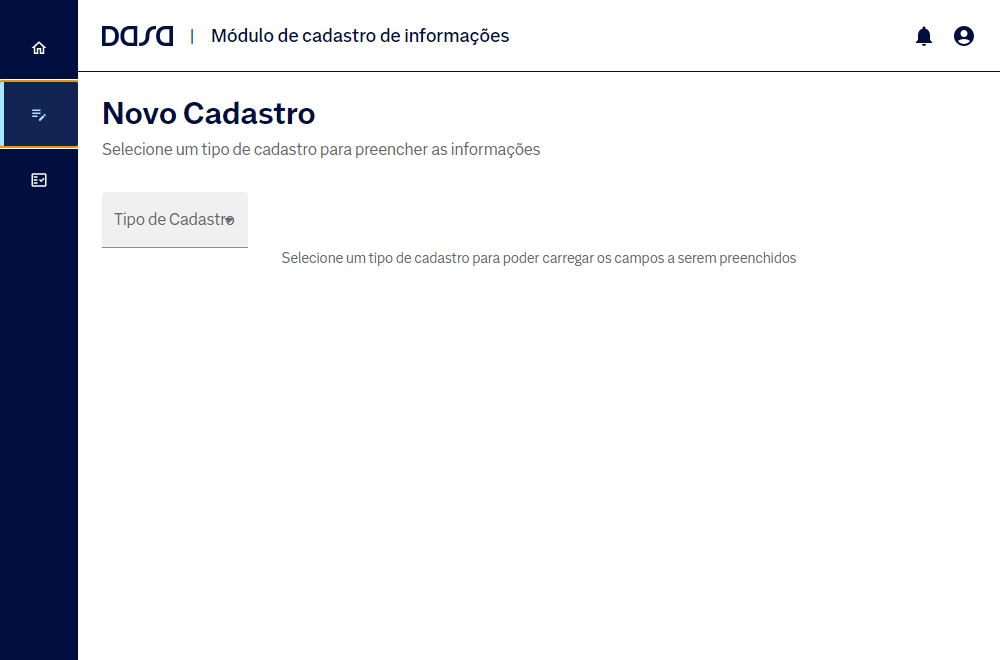 Dasa | Módulo de cadastro de informações
Novo Cadastro
Selecione um tipo de cadastro para preencher as informações
Tipo de Cadastro
Selecione um tipo de cadastro para poder carregar os campos a serem preenchidos